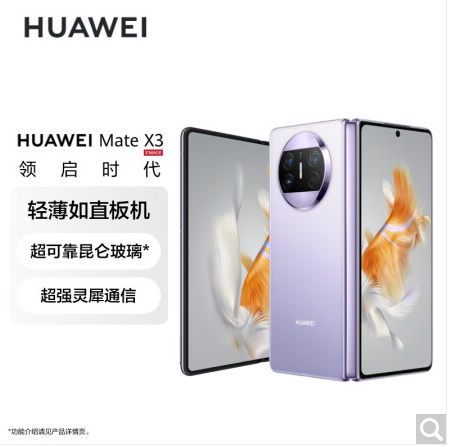 HUAWEI
HUAWEI Mate X3
XMAGE
领启时代
轻薄如直板机
超可靠昆仑玻璃*
超强灵犀通信
HUAWEI
*功能介绍请见产品详情页。